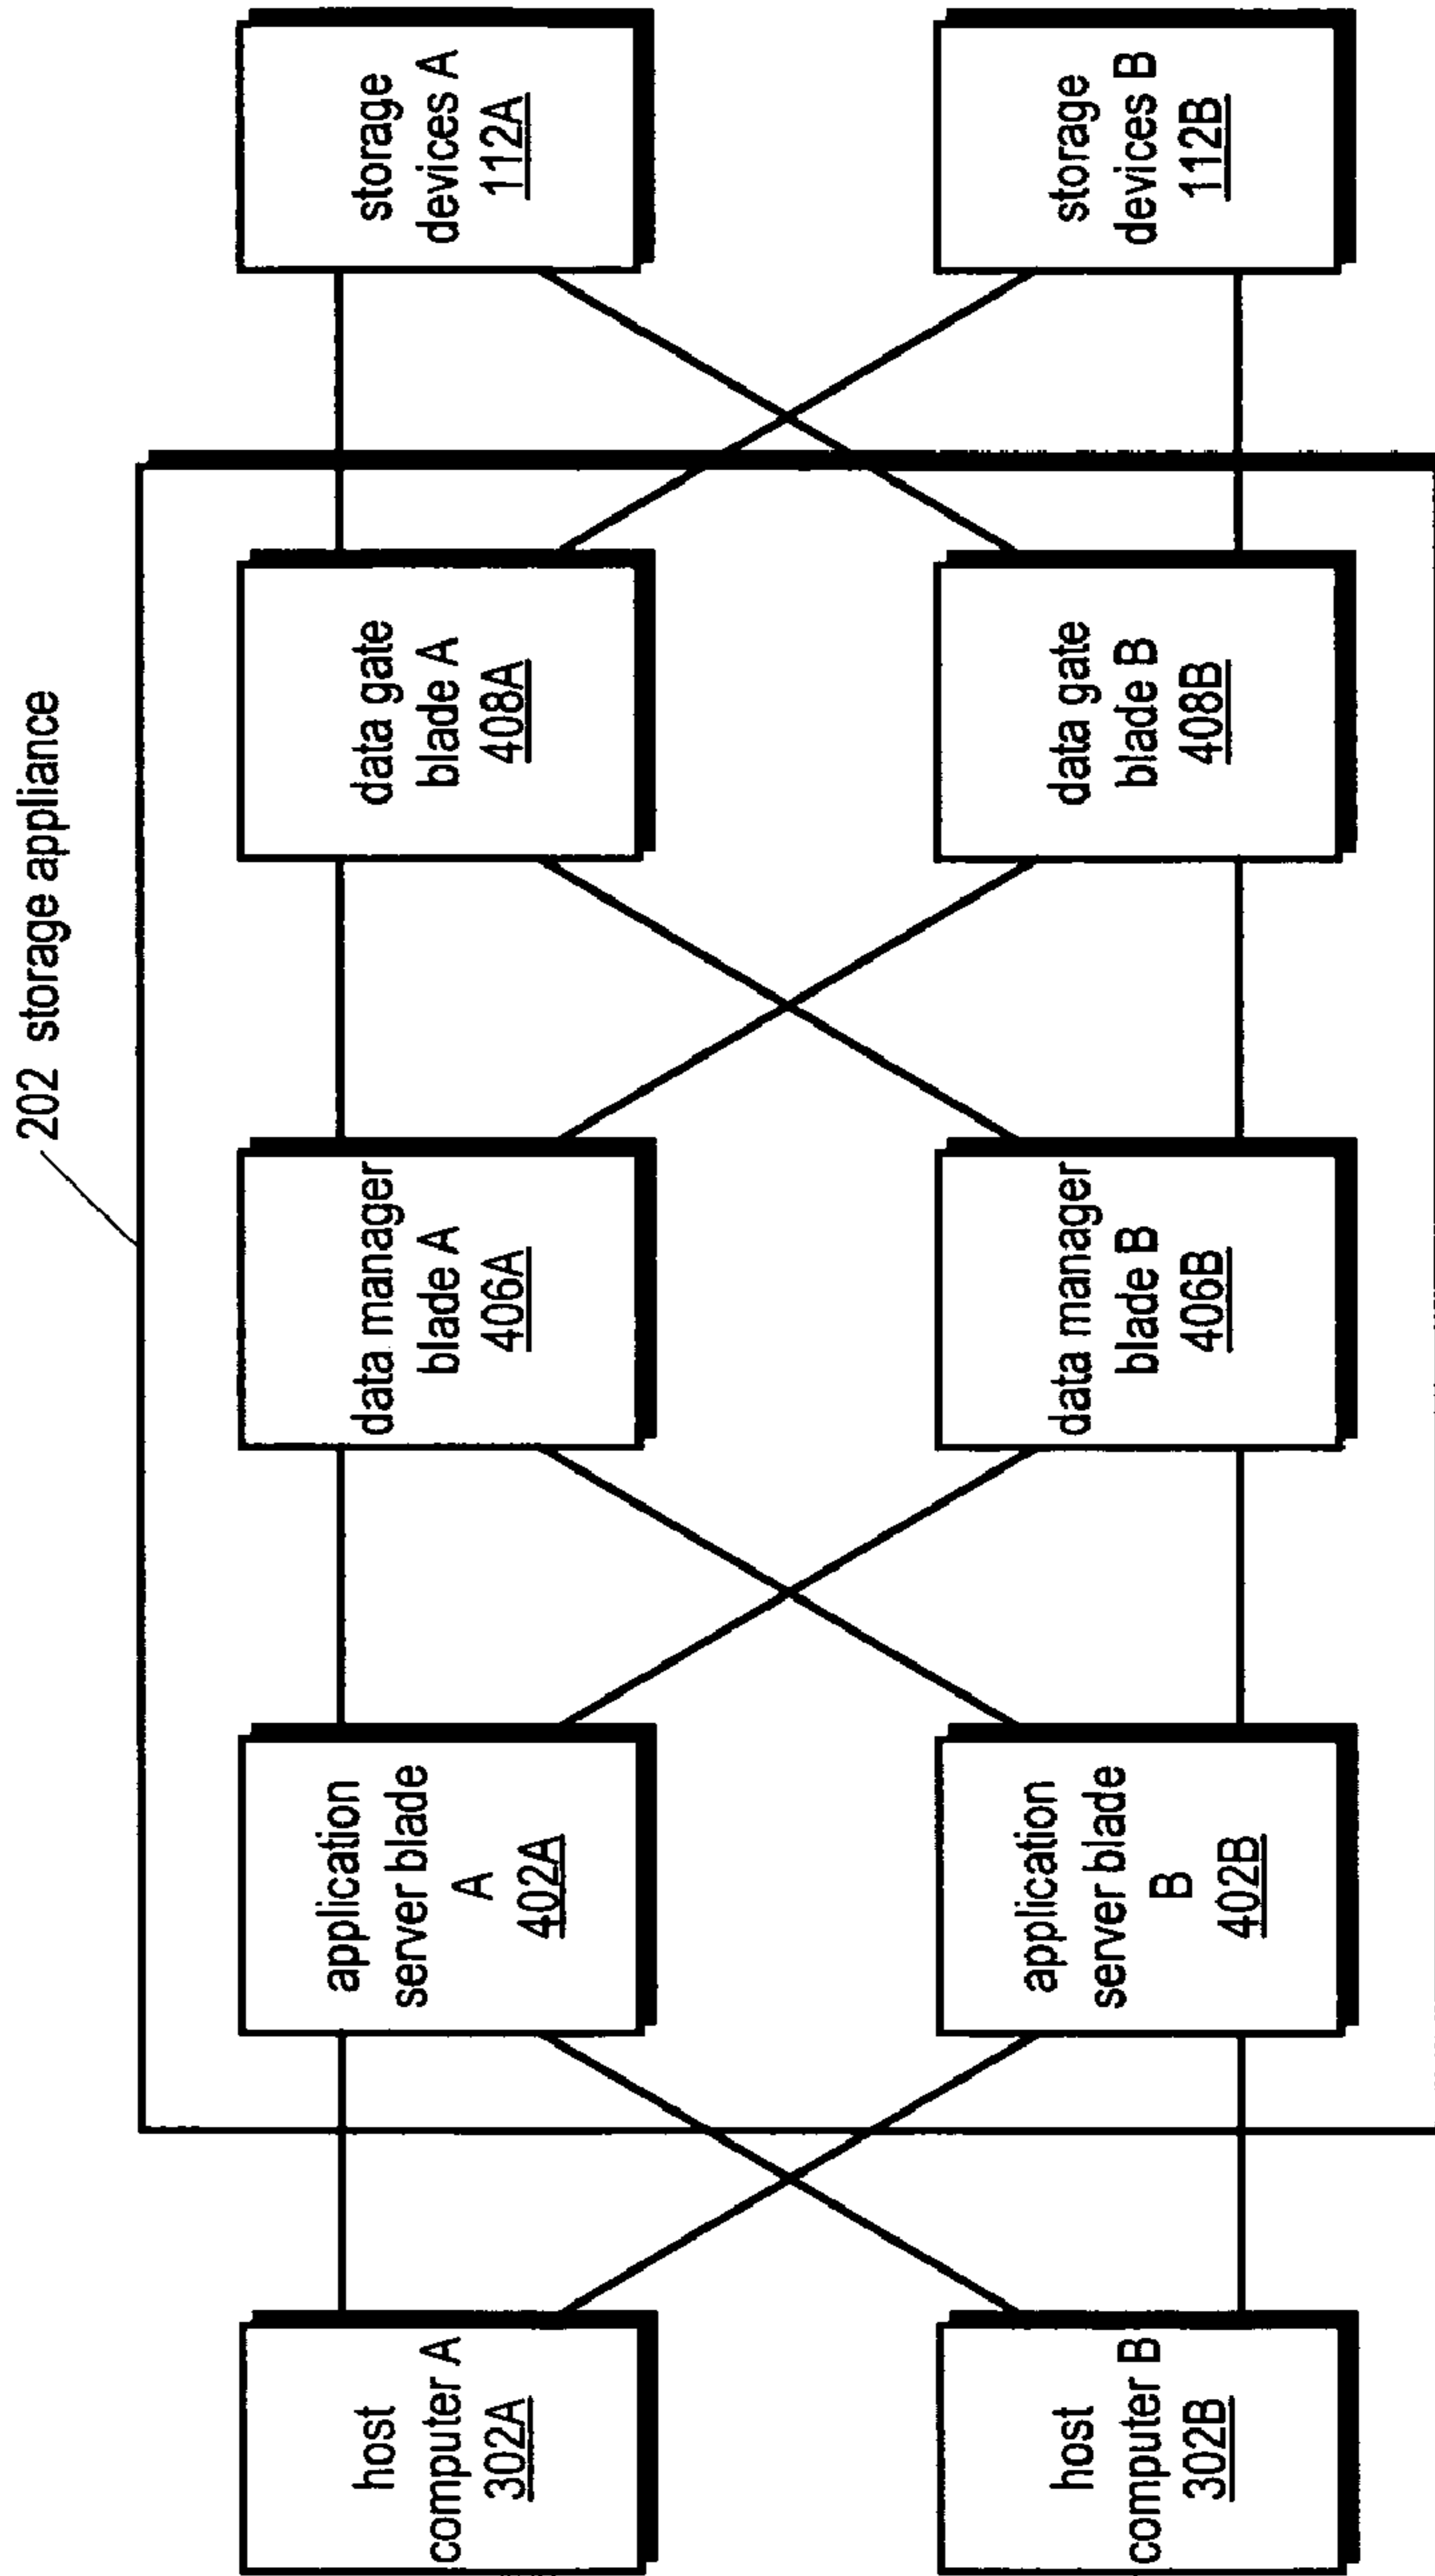 202 storage appliance
host
computer A
302A
application
server blade
A
402A
data manager
blade A
406A
data gate
blade A
408A
storage
devices A
112A
host
computer B
302B
application
server blade
B
402B
data manager
blade B
406B
data gate
blade B
408B
storage
devices B
112B